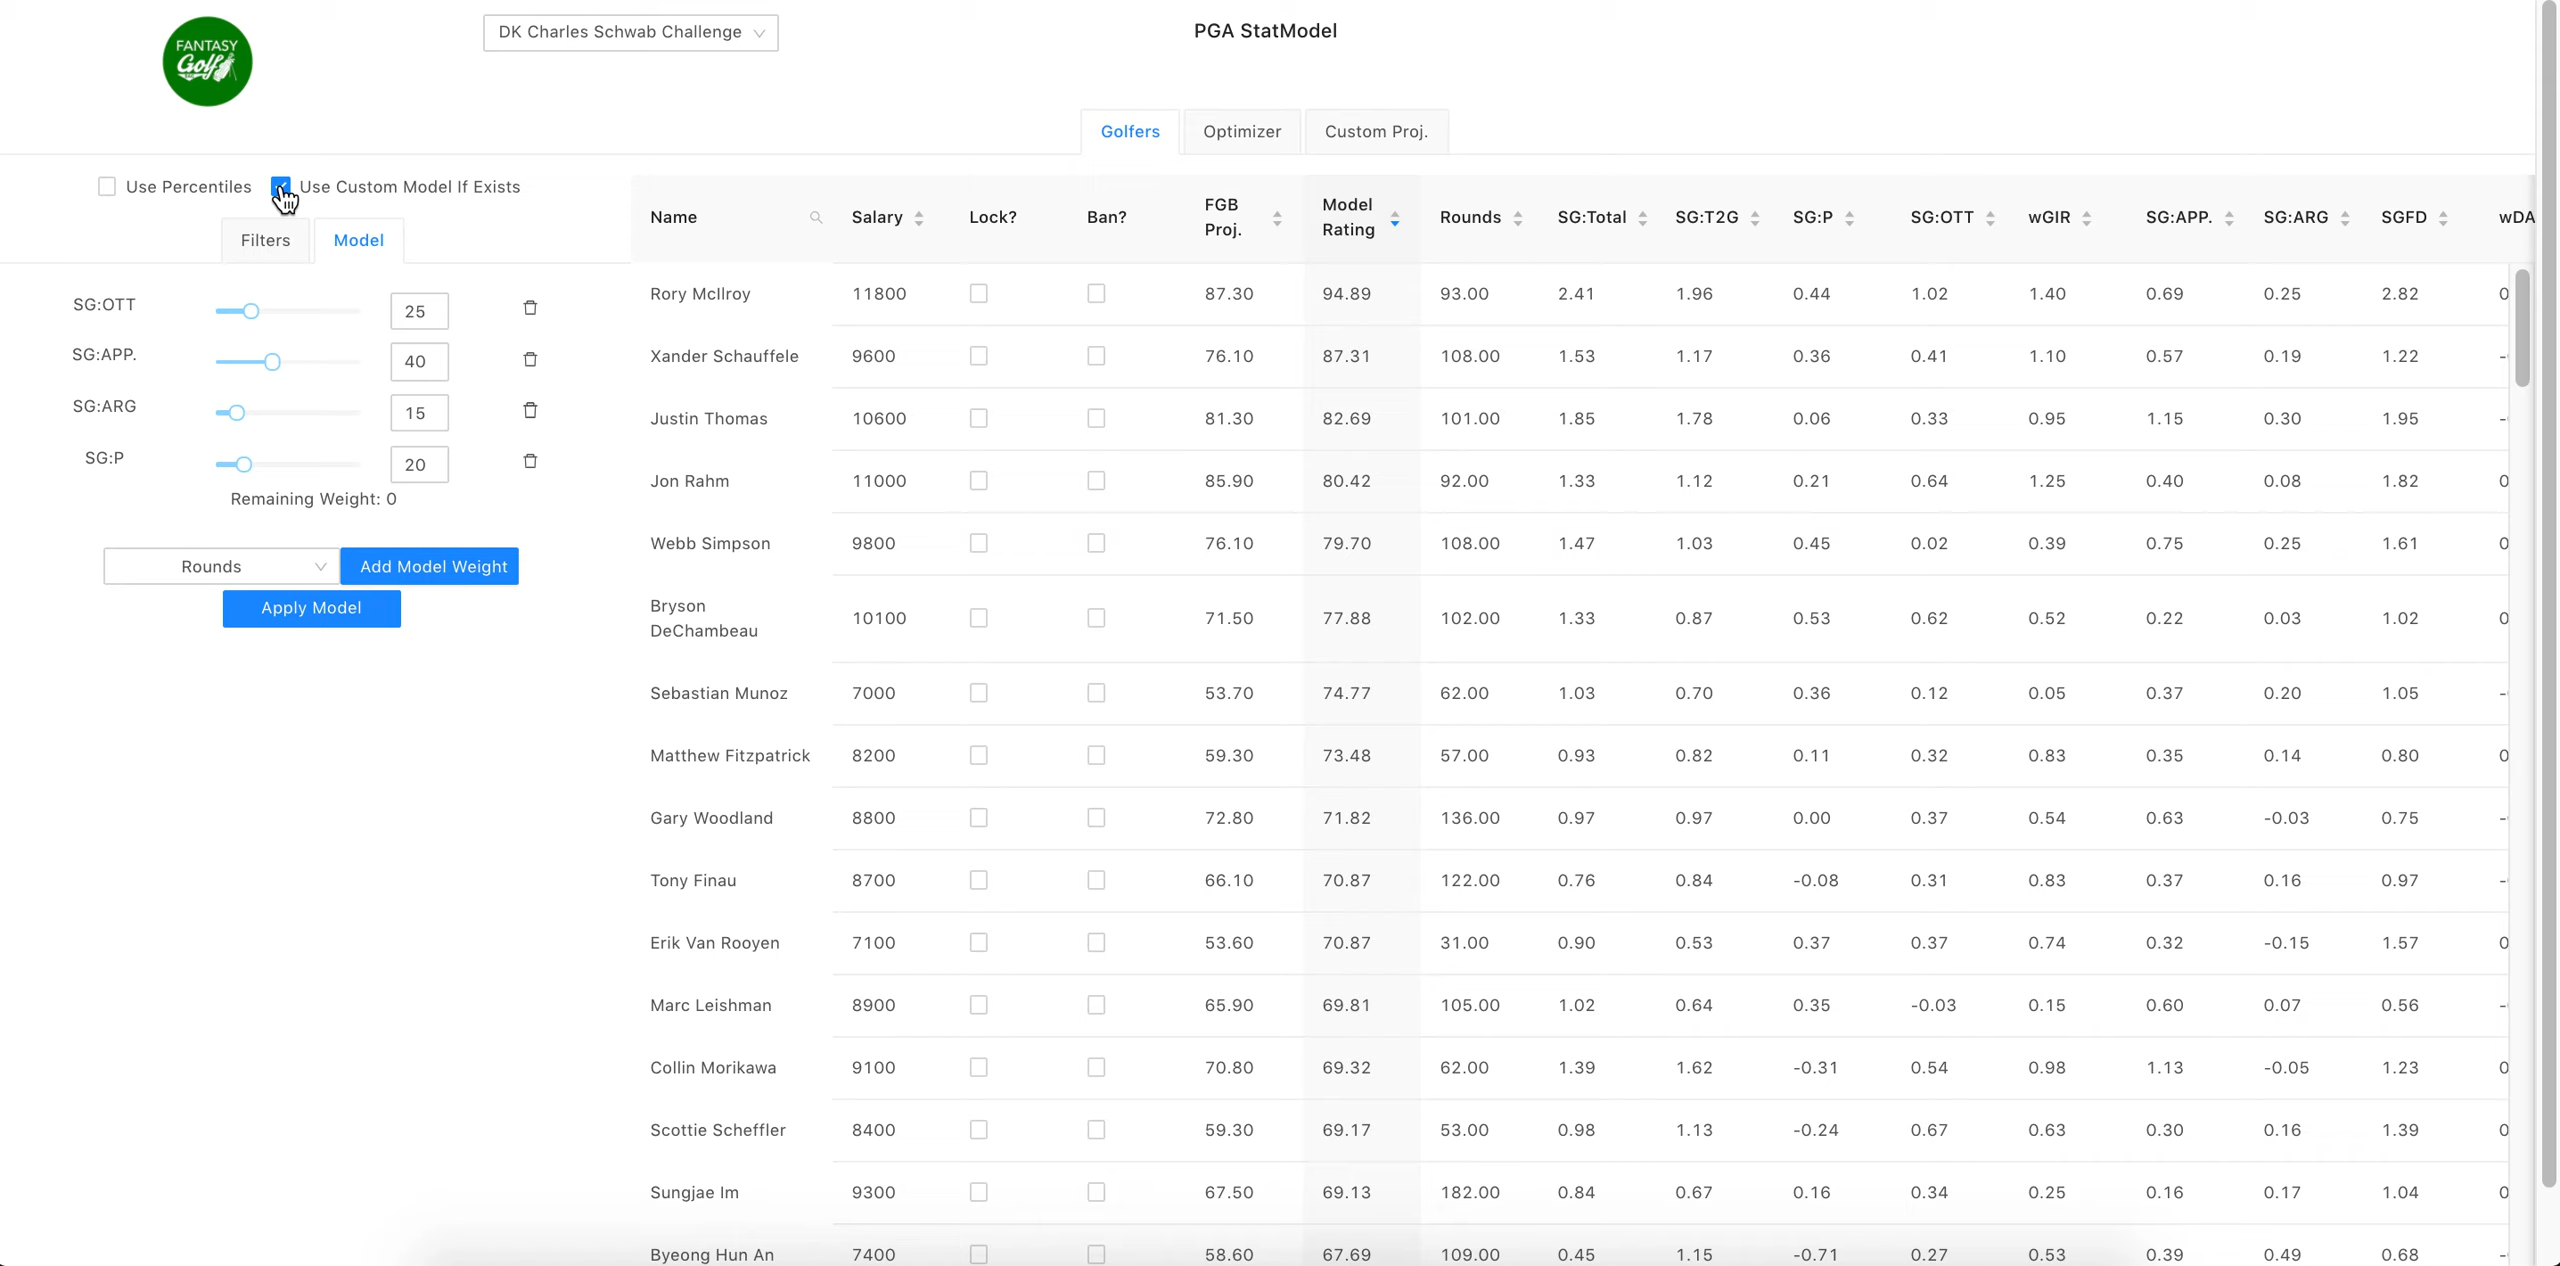 FANTASY
Golf
DK Charles Schwab Challenge
PGA StatModel
Golfers Optimizer Custom Proj.
Use Percentiles Use Custom Model If Exists
Filters Model
SG:OTT 25
SG:APP. 40
SG:ARG 15
SG:P 20
Remaining Weight: 0
Rounds Add Model Weight
Apply Model
Name Salary Lock? Ban? FGB Proj. Model Rating Rounds SG:Total SG:T2G SG:P SG:OTT wGIR SG:APP. SG:ARG SGFD wDA
Rory McIlroy 11800 87.30 94.89 93.00 2.41 1.96 0.44 1.02 1.40 0.69 0.25 2.82 0
Xander Schauffele 9600 76.10 87.31 108.00 1.53 1.17 0.36 0.41 1.10 0.57 0.19 1.22 -
Justin Thomas 10600 81.30 82.69 101.00 1.85 1.78 0.06 0.33 0.95 1.15 0.30 1.95 -
Jon Rahm 11000 85.90 80.42 92.00 1.33 1.12 0.21 0.64 1.25 0.40 0.08 1.82 0
Webb Simpson 9800 76.10 79.70 108.00 1.47 1.03 0.45 0.02 0.39 0.75 0.25 1.61 0
Bryson DeChambeau 10100 71.50 77.88 102.00 1.33 0.87 0.53 0.62 0.52 0.22 0.03 1.02 0
Sebastian Munoz 7000 53.70 74.77 62.00 1.03 0.70 0.36 0.12 0.05 0.37 0.20 1.05 -
Matthew Fitzpatrick 8200 59.30 73.48 57.00 0.93 0.82 0.11 0.32 0.83 0.35 0.14 0.80 0
Gary Woodland 8800 72.80 71.82 136.00 0.97 0.97 0.00 0.37 0.54 0.63 -0.03 0.75 -
Tony Finau 8700 66.10 70.87 122.00 0.76 0.84 -0.08 0.31 0.83 0.37 0.16 0.97 -
Erik Van Rooyen 7100 53.60 70.87 31.00 0.90 0.53 0.37 0.37 0.74 0.32 -0.15 1.57 0
Marc Leishman 8900 65.90 69.81 105.00 1.02 0.64 0.35 -0.03 0.15 0.60 0.07 0.56 -
Collin Morikawa 9100 70.80 69.32 62.00 1.39 1.62 -0.31 0.54 0.98 1.13 -0.05 1.23 0
Scottie Scheffler 8400 59.30 69.17 53.00 0.98 1.13 -0.24 0.67 0.63 0.30 0.16 1.39 0
Sungjae Im 9300 67.50 69.13 182.00 0.84 0.67 0.16 0.34 0.25 0.16 0.17 1.04 0
Byeong Hun An 7400 58.60 67.69 109.00 0.45 1.15 -0.71 0.27 0.53 0.39 0.49 0.68 -